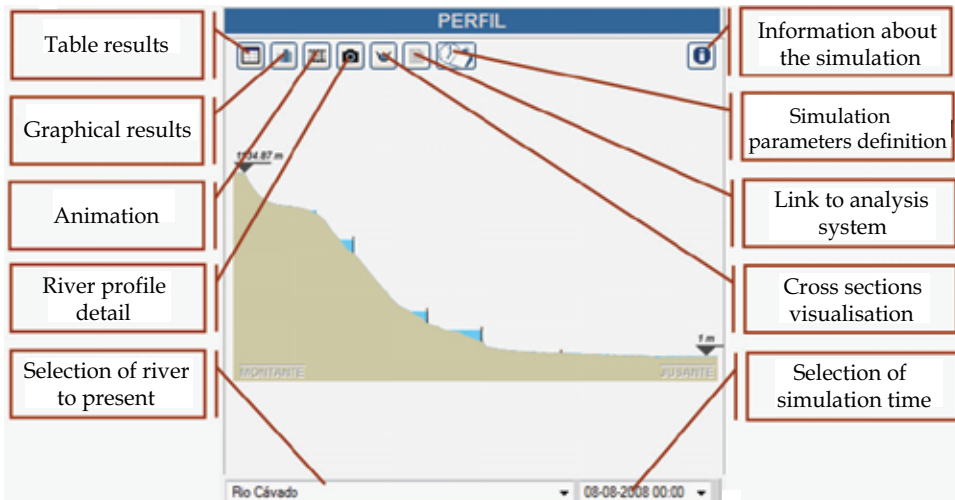 PERFIL
Table results
Graphical results
Animation
River profile
detail
Selection of river
to present
Information about
the simulation
Simulation
parameters definition
Link to analysis
system
Cross sections
visualisation
Selection of
simulation time
1134.87 m
1 m
MONTANTE
JUSANTE
Rio Cávado
08-08-2008 00:00